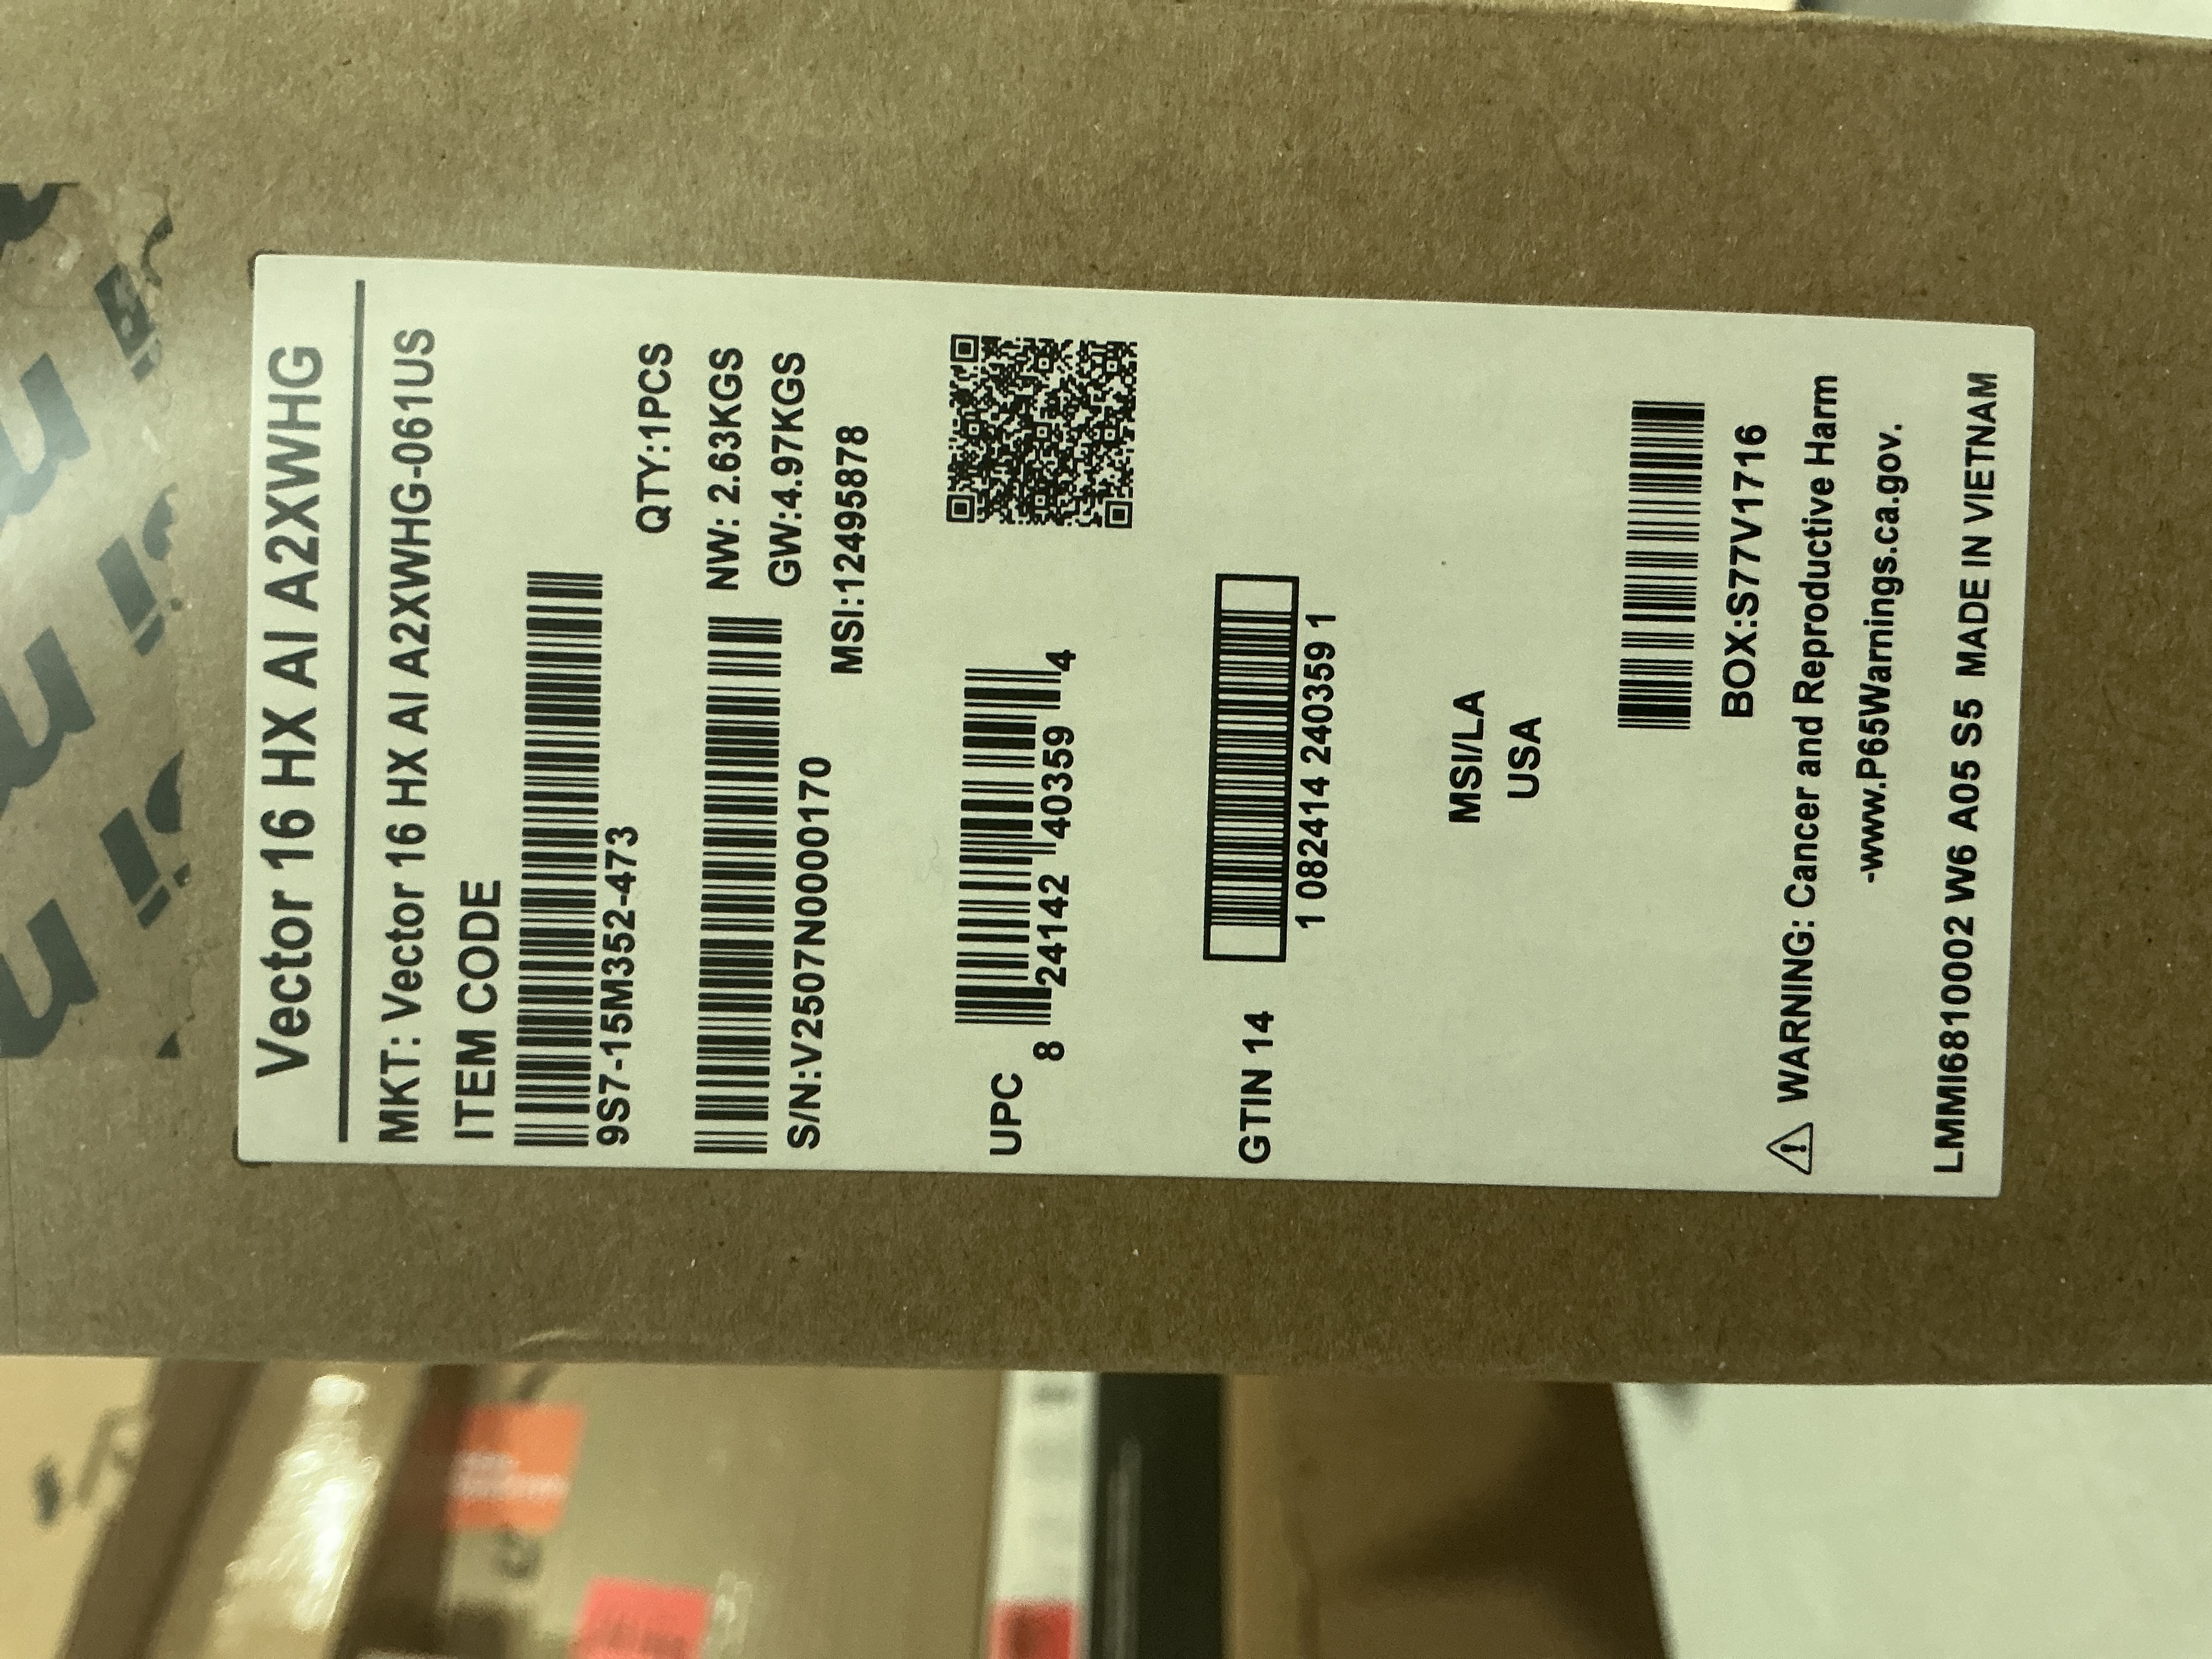 Vector 16 HX AI A2XWHG
MKT: Vector 16 HX AI A2XWHG-061US
ITEM CODE
9S7-15M352-473
QTY:1PCS
NW: 2.63KGS
GW:4.97KGS
S/N:V2507N0000170
MSI:12495878
UPC
8 24142 40359 4
GTIN 14
1 082414 240359 1
MSI/LA
USA
BOX:S77V1716
⚠ WARNING: Cancer and Reproductive Harm
-www.P65Warnings.ca.gov.
LMMI6810002 W6 A05 S5 MADE IN VIETNAM